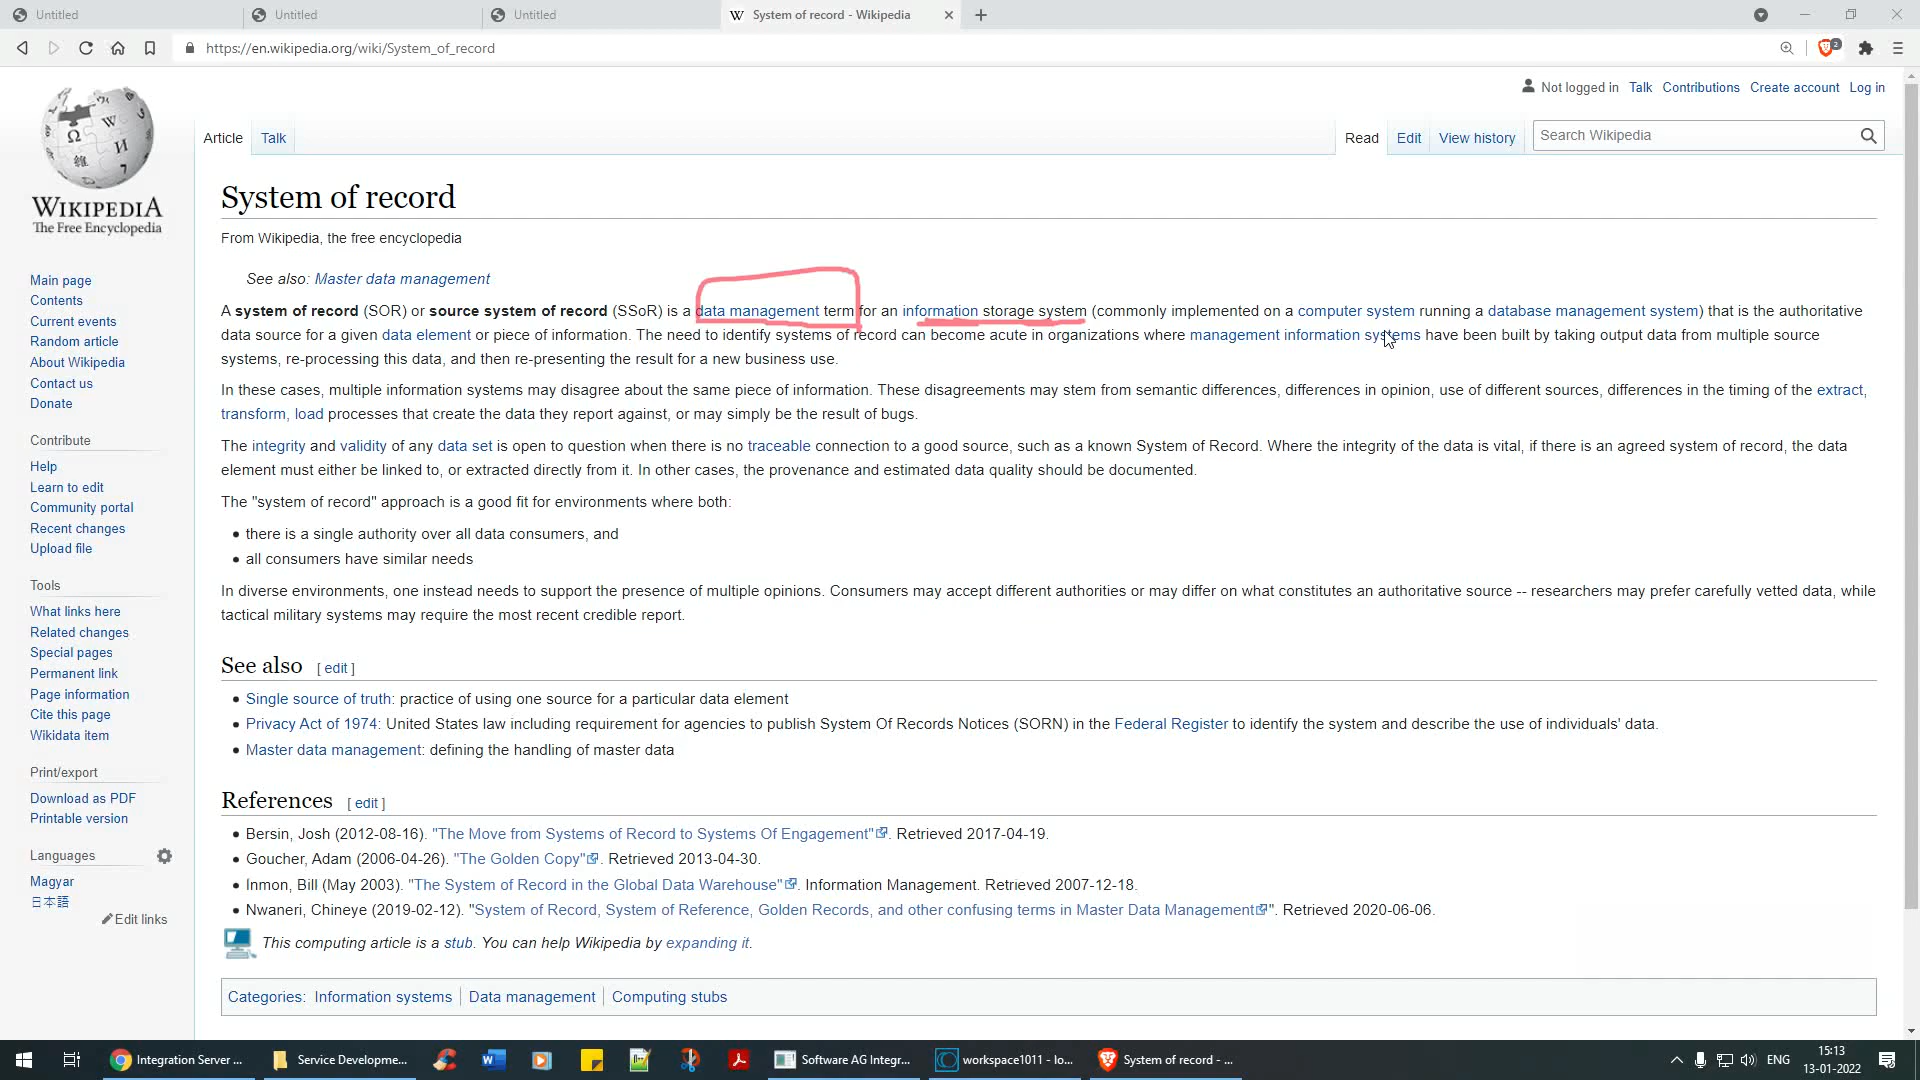 Untitled
Untitled
Untitled
System of record - Wikipedia
https://en.wikipedia.org/wiki/System_of_record
2
Not logged in Talk Contributions Create account Log in
Article Talk
Read Edit View history
Search Wikipedia
WIKIPEDIA
The Free Encyclopedia
Main page
Contents
Current events
Random article
About Wikipedia
Contact us
Donate
Contribute
Help
Learn to edit
Community portal
Recent changes
Upload file
Tools
What links here
Related changes
Special pages
Permanent link
Page information
Cite this page
Wikidata item
Print/export
Download as PDF
Printable version
Languages
Magyar
日本語
Edit links
System of record
From Wikipedia, the free encyclopedia
See also: Master data management
A system of record (SOR) or source system of record (SSoR) is a data management term for an information storage system (commonly implemented on a computer system running a database management system) that is the authoritative
data source for a given data element or piece of information. The need to identify systems of record can become acute in organizations where management information systems have been built by taking output data from multiple source
systems, re-processing this data, and then re-presenting the result for a new business use.
In these cases, multiple information systems may disagree about the same piece of information. These disagreements may stem from semantic differences, differences in opinion, use of different sources, differences in the timing of the extract,
transform, load processes that create the data they report against, or may simply be the result of bugs.
The integrity and validity of any data set is open to question when there is no traceable connection to a good source, such as a known System of Record. Where the integrity of the data is vital, if there is an agreed system of record, the data
element must either be linked to, or extracted directly from it. In other cases, the provenance and estimated data quality should be documented.
The "system of record" approach is a good fit for environments where both:
there is a single authority over all data consumers, and
all consumers have similar needs
In diverse environments, one instead needs to support the presence of multiple opinions. Consumers may accept different authorities or may differ on what constitutes an authoritative source -- researchers may prefer carefully vetted data, while
tactical military systems may require the most recent credible report.
See also [ edit ]
Single source of truth: practice of using one source for a particular data element
Privacy Act of 1974: United States law including requirement for agencies to publish System Of Records Notices (SORN) in the Federal Register to identify the system and describe the use of individuals' data.
Master data management: defining the handling of master data
References [ edit ]
Bersin, Josh (2012-08-16). "The Move from Systems of Record to Systems Of Engagement". Retrieved 2017-04-19.
Goucher, Adam (2006-04-26). "The Golden Copy". Retrieved 2013-04-30.
Inmon, Bill (May 2003). "The System of Record in the Global Data Warehouse". Information Management. Retrieved 2007-12-18.
Nwaneri, Chineye (2019-02-12). "System of Record, System of Reference, Golden Records, and other confusing terms in Master Data Management". Retrieved 2020-06-06.
This computing article is a stub. You can help Wikipedia by expanding it.
Categories: Information systems | Data management | Computing stubs
Integration Server ...
Service Developme...
Software AG Integr...
workspace1011 - Io...
System of record - ...
ENG
15:13
13-01-2022